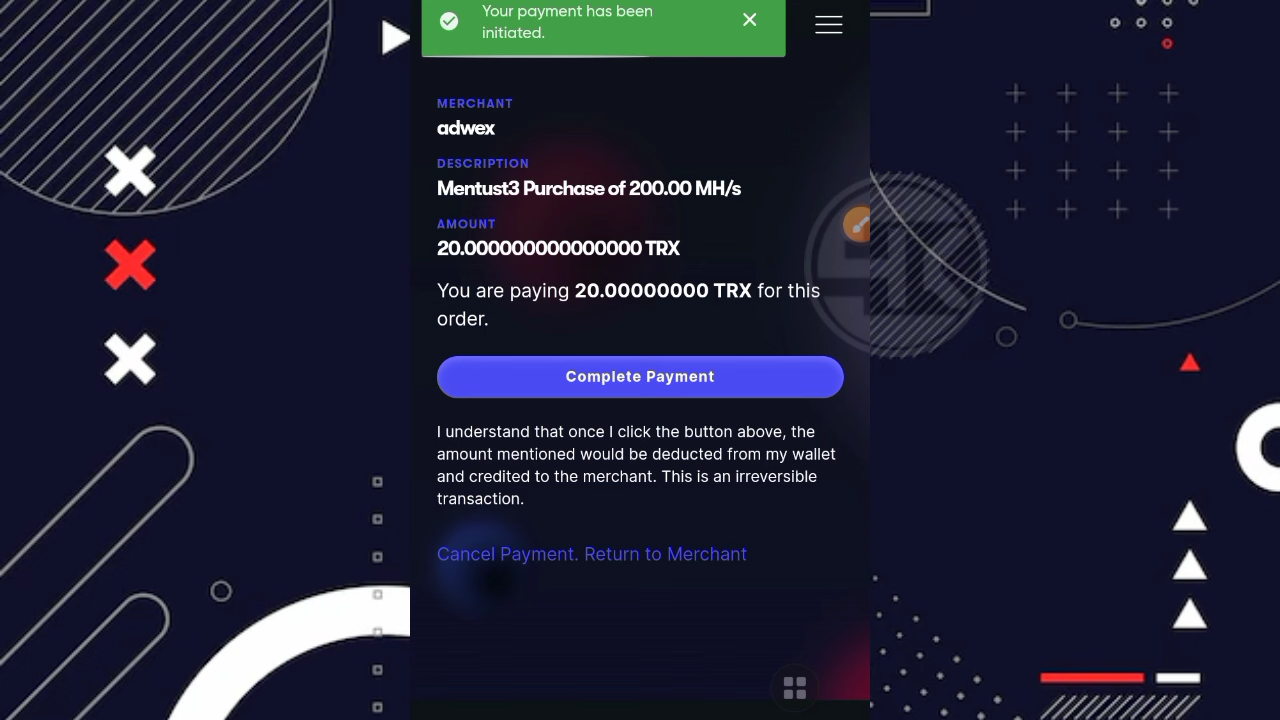 Your payment has been
initiated.
MERCHANT
adwex
DESCRIPTION
Mentust3 Purchase of 200.00 MH/s
AMOUNT
20.000000000000000 TRX
You are paying 20.00000000 TRX for this
order.
Complete Payment
I understand that once I click the button above, the
amount mentioned would be deducted from my wallet
and credited to the merchant. This is an irreversible
transaction.
Cancel Payment. Return to Merchant